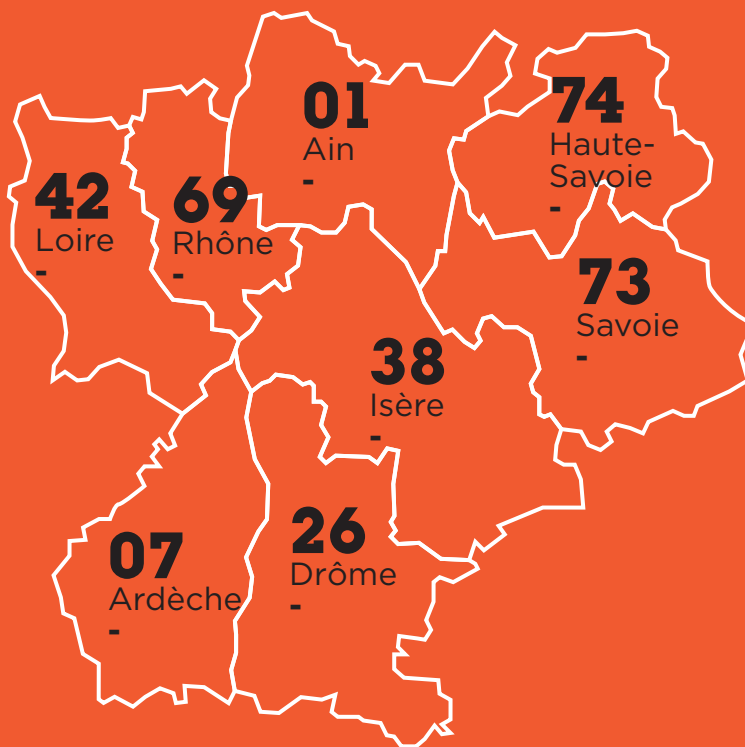 01
Ain
-
74
Haute-
Savoie
-
42
Loire
-
69
Rhône
-
73
Savoie
-
38
Isère
-
07
Ardèche
-
26
Drôme
-